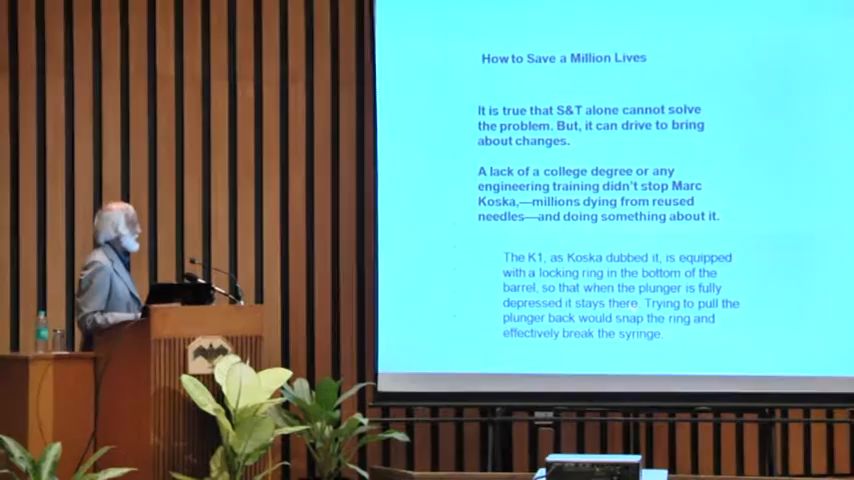 How to Save a Million Lives
It is true that S&T alone cannot solve
the problem. But, it can drive to bring
about changes.
A lack of a college degree or any
engineering training didn't stop Marc
Koska,—millions dying from reused
needles—and doing something about it.
The K1, as Koska dubbed it, is equipped
with a locking ring in the bottom of the
barrel, so that when the plunger is fully
depressed it stays there. Trying to pull the
plunger back would snap the ring and
effectively break the syringe.